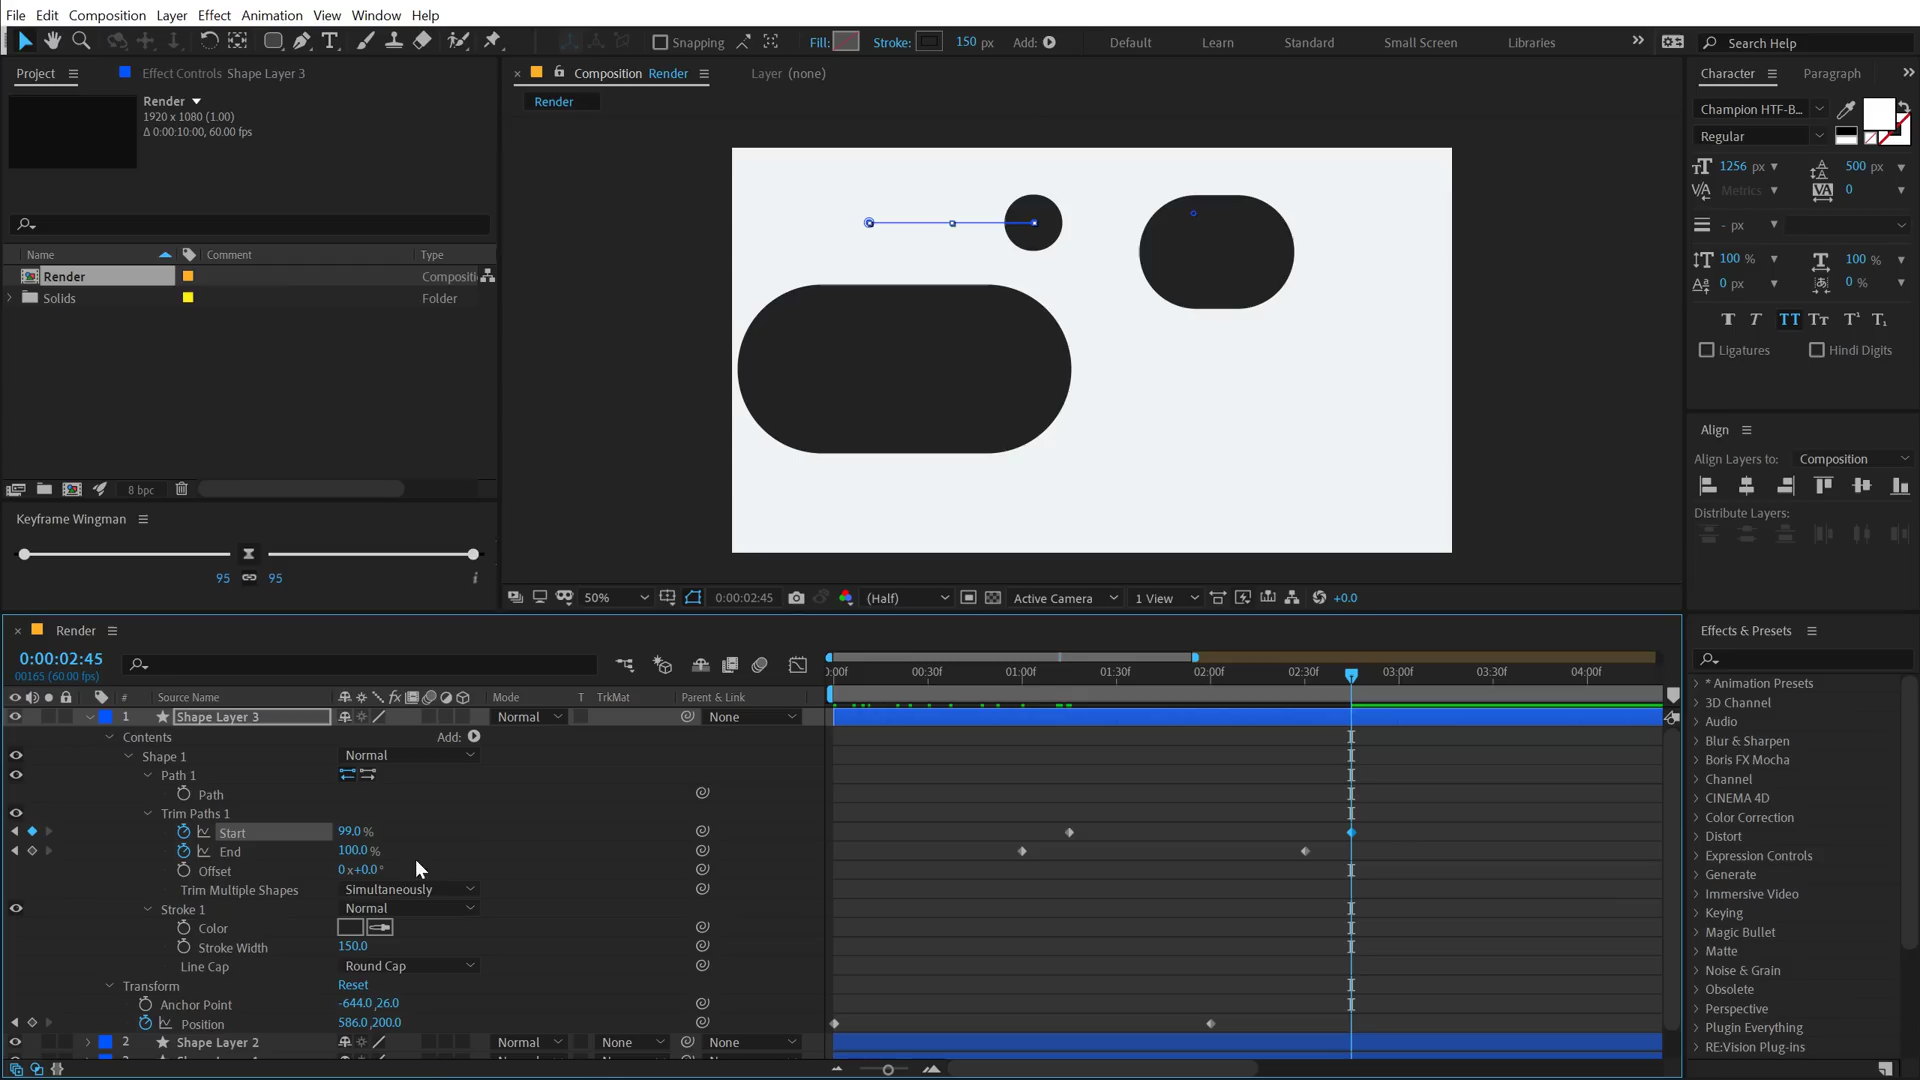 File Edit Composition Layer Effect Animation View Window Help
Snapping Fill: Stroke: 150 px Add: Default Learn Standard Small Screen Libraries Search Help
Project Effect Controls Shape Layer 3 Composition Render Layer (none) Character Paragraph
Render
1920 x 1080 (1.00)
Δ 0:00:10:00, 60.00 fps
Render
Champion HTF-B...
Regular
1256 px 500 px
Metrics 0
- px
100 % 100 %
0 px 0 %
T T TT Tt T¹ T₁
Ligatures Hindi Digits
Name Comment Type
Render Compositi
Solids Folder
8 bpc
Keyframe Wingman
95 95
Align
Align Layers to: Composition
Distribute Layers:
50% 0:00:02:45 (Half) Active Camera 1 View +0.0
Render
0:00:02:45
00165 (60.00 fps)
# Source Name fx Mode T TrkMat Parent & Link
:00f 00:30f 01:00f 01:30f 02:00f 02:30f 03:00f 03:30f 04:00f
1 Shape Layer 3 Normal None
Contents Add:
Shape 1 Normal
Path 1
Path
Trim Paths 1
Start 99.0 %
End 100.0 %
Offset 0 x+0.0 °
Trim Multiple Shapes Simultaneously
Stroke 1 Normal
Color
Stroke Width 150.0
Line Cap Round Cap
Transform Reset
Anchor Point -644.0,26.0
Position 586.0,200.0
2 Shape Layer 2 Normal None None
Effects & Presets
* Animation Presets
3D Channel
Audio
Blur & Sharpen
Boris FX Mocha
Channel
CINEMA 4D
Color Correction
Distort
Expression Controls
Generate
Immersive Video
Keying
Magic Bullet
Matte
Noise & Grain
Obsolete
Perspective
Plugin Everything
RE:Vision Plug-ins